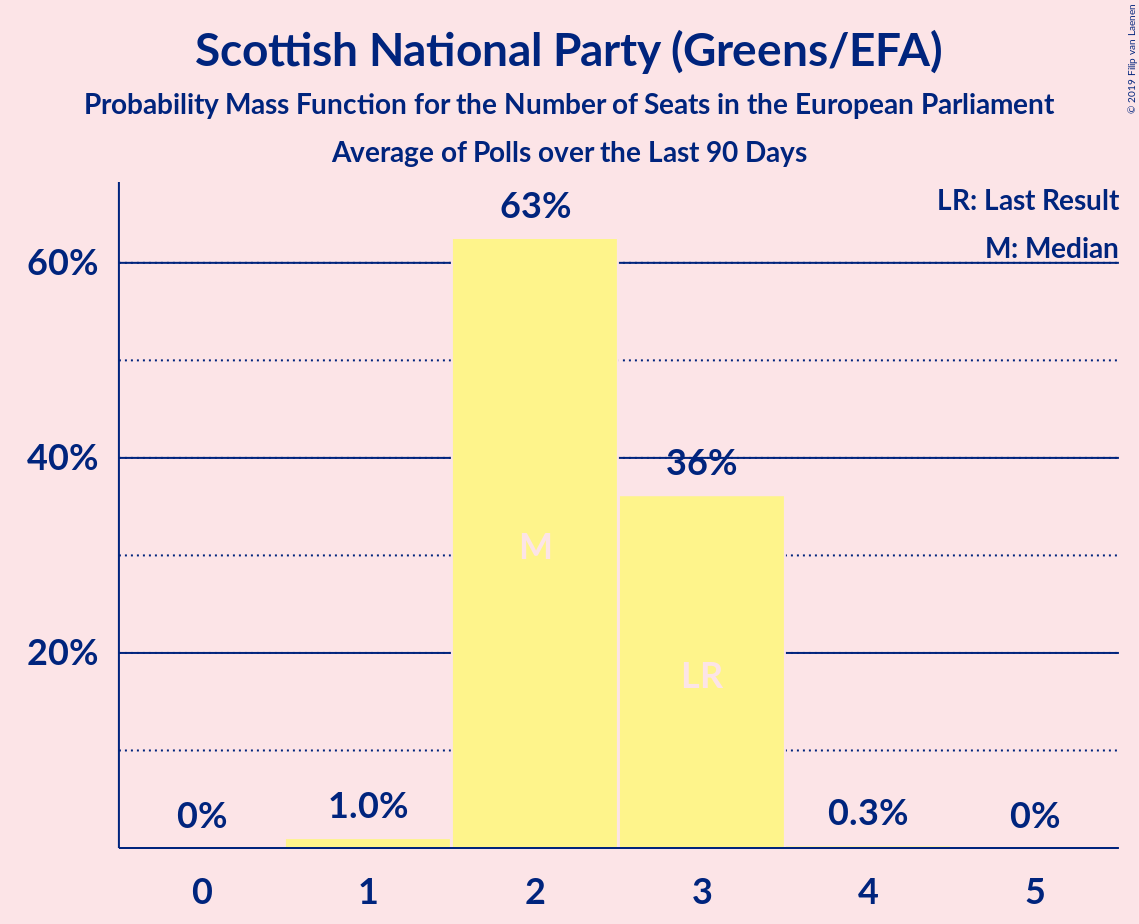 Scottish National Party (Greens/EFA)
Probability Mass Function for the Number of Seats in the European Parliament
Average of Polls over the Last 90 Days
© 2019 Filip van Laenen
LR: Last Result
M: Median
63%
60%
40%
36%
M
20%
LR
0%
1.0%
0.3%
0%
0 1 2 3 4 5